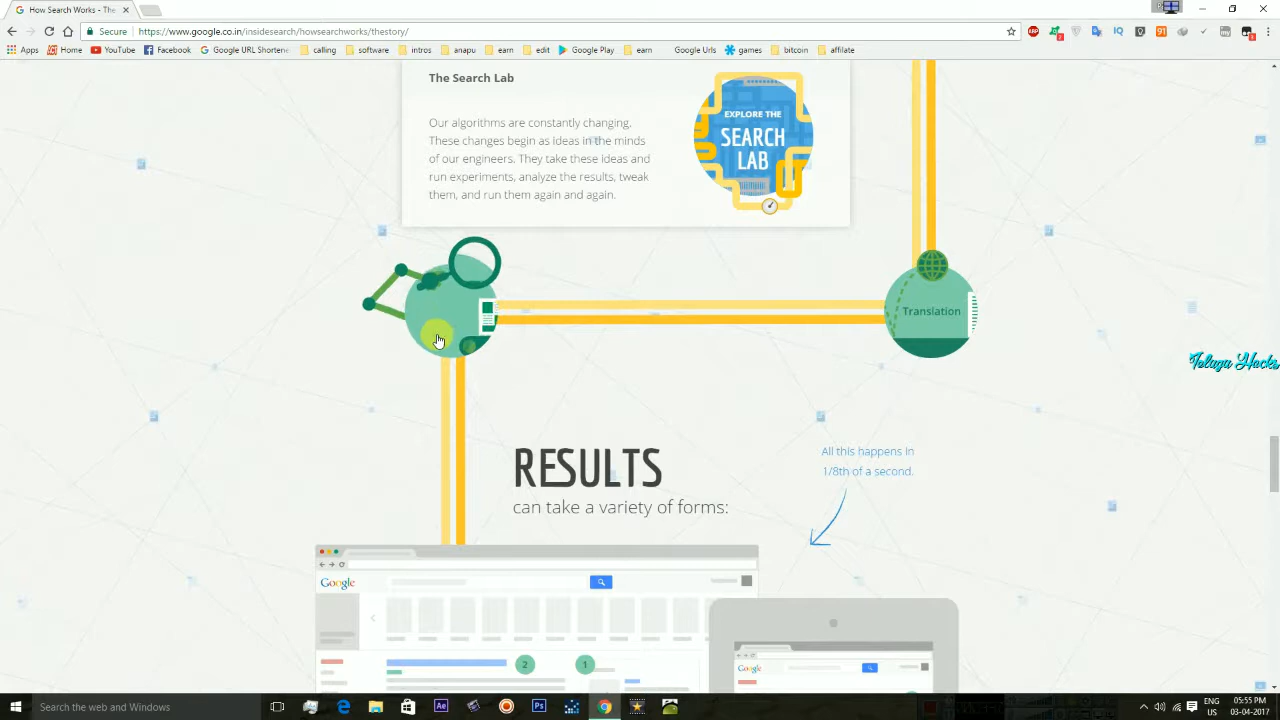 How Search Works - The
Secure
https://www.google.co.in/insidesearch/howsearchworks/thestory/
Apps
Home
YouTube
Facebook
Google URL Shortene
calling
software
intros
anapu
earn
edit
Google Play
earn
Google Urls
games
bitcoin
affilate
The Search Lab
Our algorithms are constantly changing.
These changes begin as ideas in the minds
of our engineers. They take these ideas and
run experiments, analyze the results, tweak
them, and run them again and again.
EXPLORE THE
SEARCH
LAB
Translation
Telugu Hacks
RESULTS
can take a variety of forms:
All this happens in
1/8th of a second.
Google
2
1
Google
Search the web and Windows
ENG
US
05:55 PM
03-04-2017